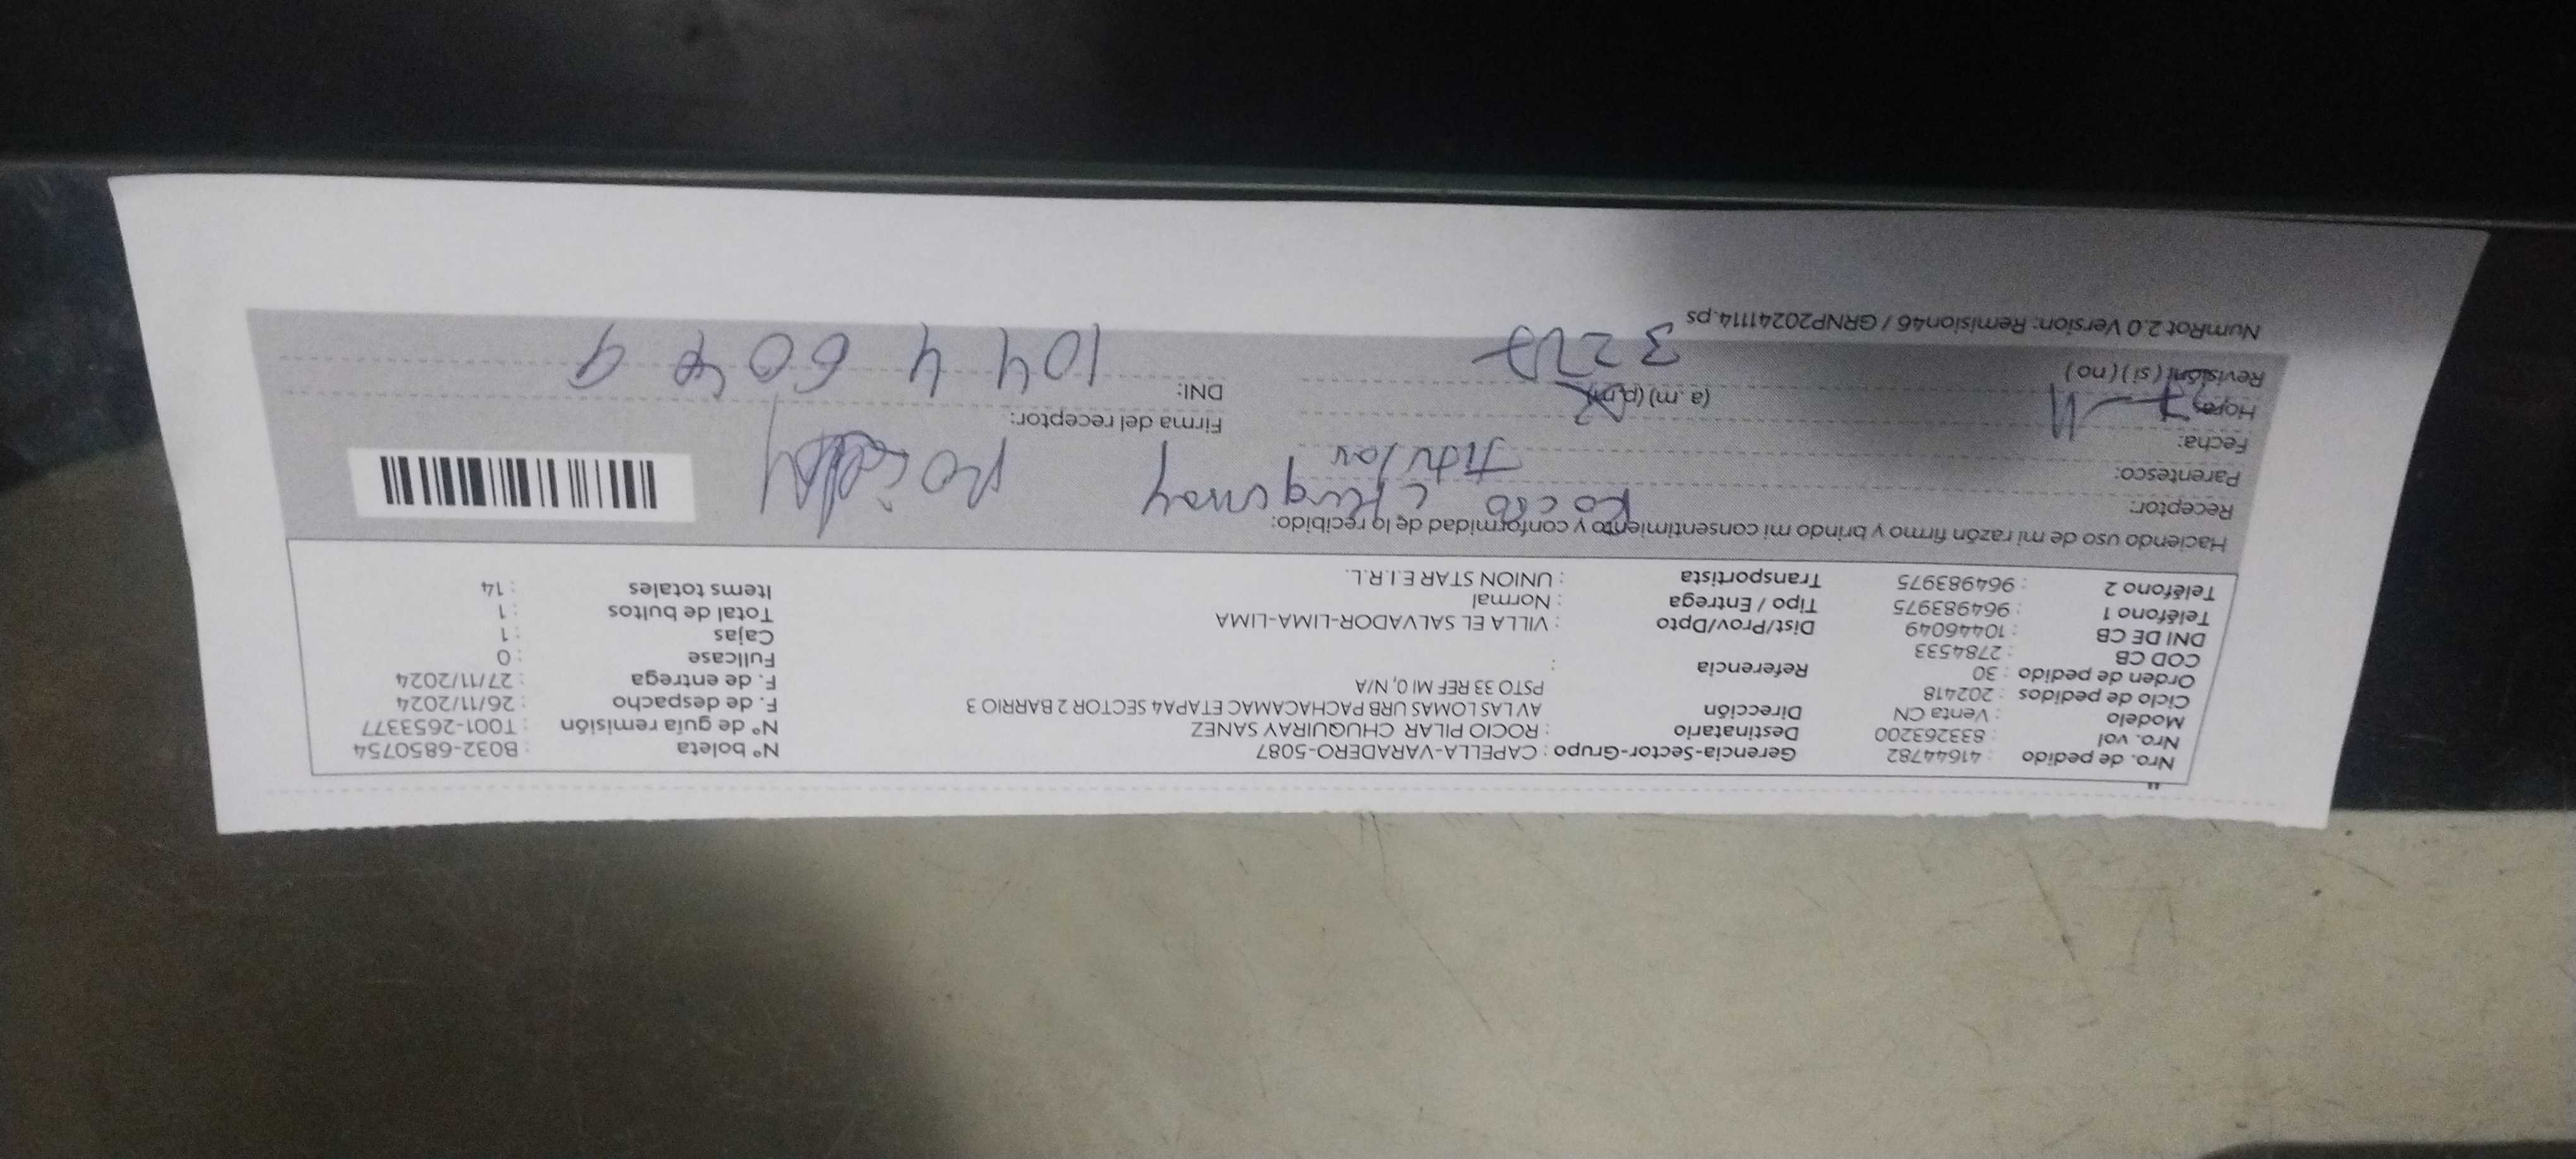 Nro. de pedido : 41644782 Gerencia-Sector-Grupo : CAPELLA-VARADERO-5087 N° boleta : B032-6850754
Nro. vol : 833263200 Destinatario : ROCIO PILAR CHUQUIRAY SANEZ N° de guía remisión : T001-2653377
Modelo : Venta CN Dirección AV LAS LOMAS URB PACHACAMAC ETAPA4 SECTOR 2 BARRIO 3 F. de despacho : 26/11/2024
Ciclo de pedidos : 202418 PSTO 33 REF MI 0, N/A F. de entrega : 27/11/2024
Orden de pedido : 30 Referencia : Fullcase : 0
COD CB : 2784533 Cajas : 1
DNI DE CB : 10446049 Dist/Prov/Dpto : VILLA EL SALVADOR-LIMA-LIMA Total de bultos : 1
Teléfono 1 : 964983975 Tipo / Entrega : Normal Items totales : 14
Teléfono 2 : 964983975 Transportista : UNION STAR E.I.R.L.
Haciendo uso de mi razón firmo y brindo mi consentimiento y conformidad de lo recibido:
Receptor: Rocio
Parentesco: titular
Fecha: Firma del receptor:
Hora: (a. m) (p.m) DNI: 10446049
Revisión: (si) (no)
NumRot 2.0 Version: Remision46 / GRNP20241114.ps